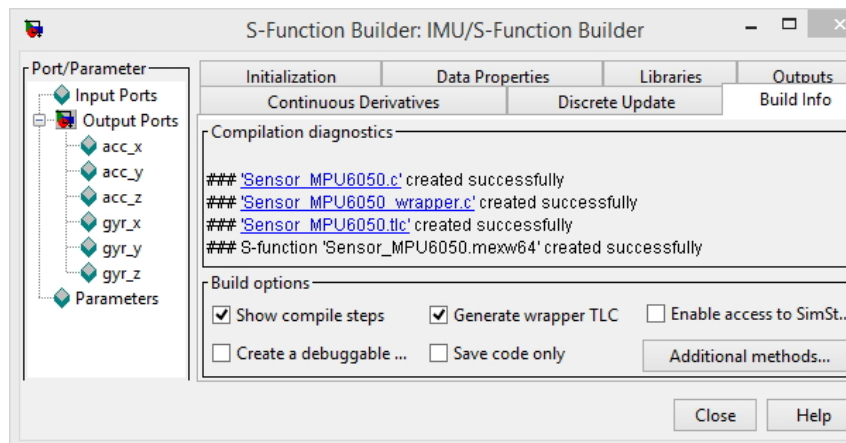 S-Function Builder: IMU/S-Function Builder
Port/Parameter
Input Ports
Output Ports
acc_x
acc_y
acc_z
gyr_x
gyr_y
gyr_z
Parameters
Initialization Data Properties Libraries Outputs
Continuous Derivatives Discrete Update Build Info
Compilation diagnostics
### 'Sensor_MPU6050.c' created successfully
### 'Sensor_MPU6050_wrapper.c' created successfully
### 'Sensor_MPU6050.tlc' created successfully
### S-function 'Sensor_MPU6050.mexw64' created successfully
Build options
Show compile steps Generate wrapper TLC Enable access to SimSt...
Create a debuggable ... Save code only Additional methods...
Close Help